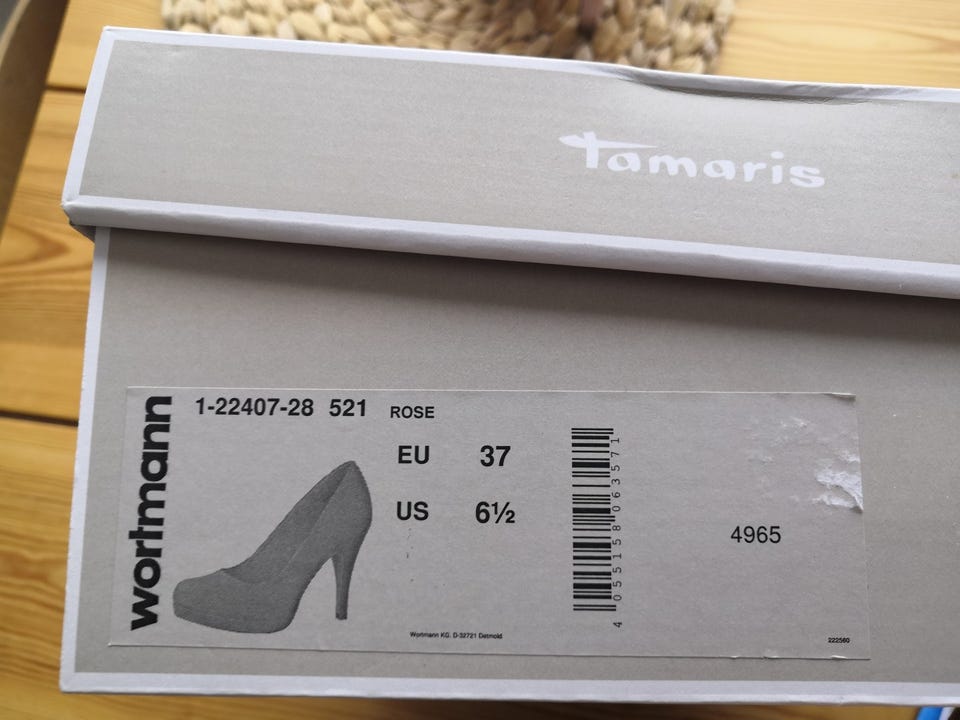 Tamaris
wortmann
1-22407-28 521 ROSE
EU 37
US 6½
4 055158 063571
4965
Wortmann KG. D-32721 Detmold
222560